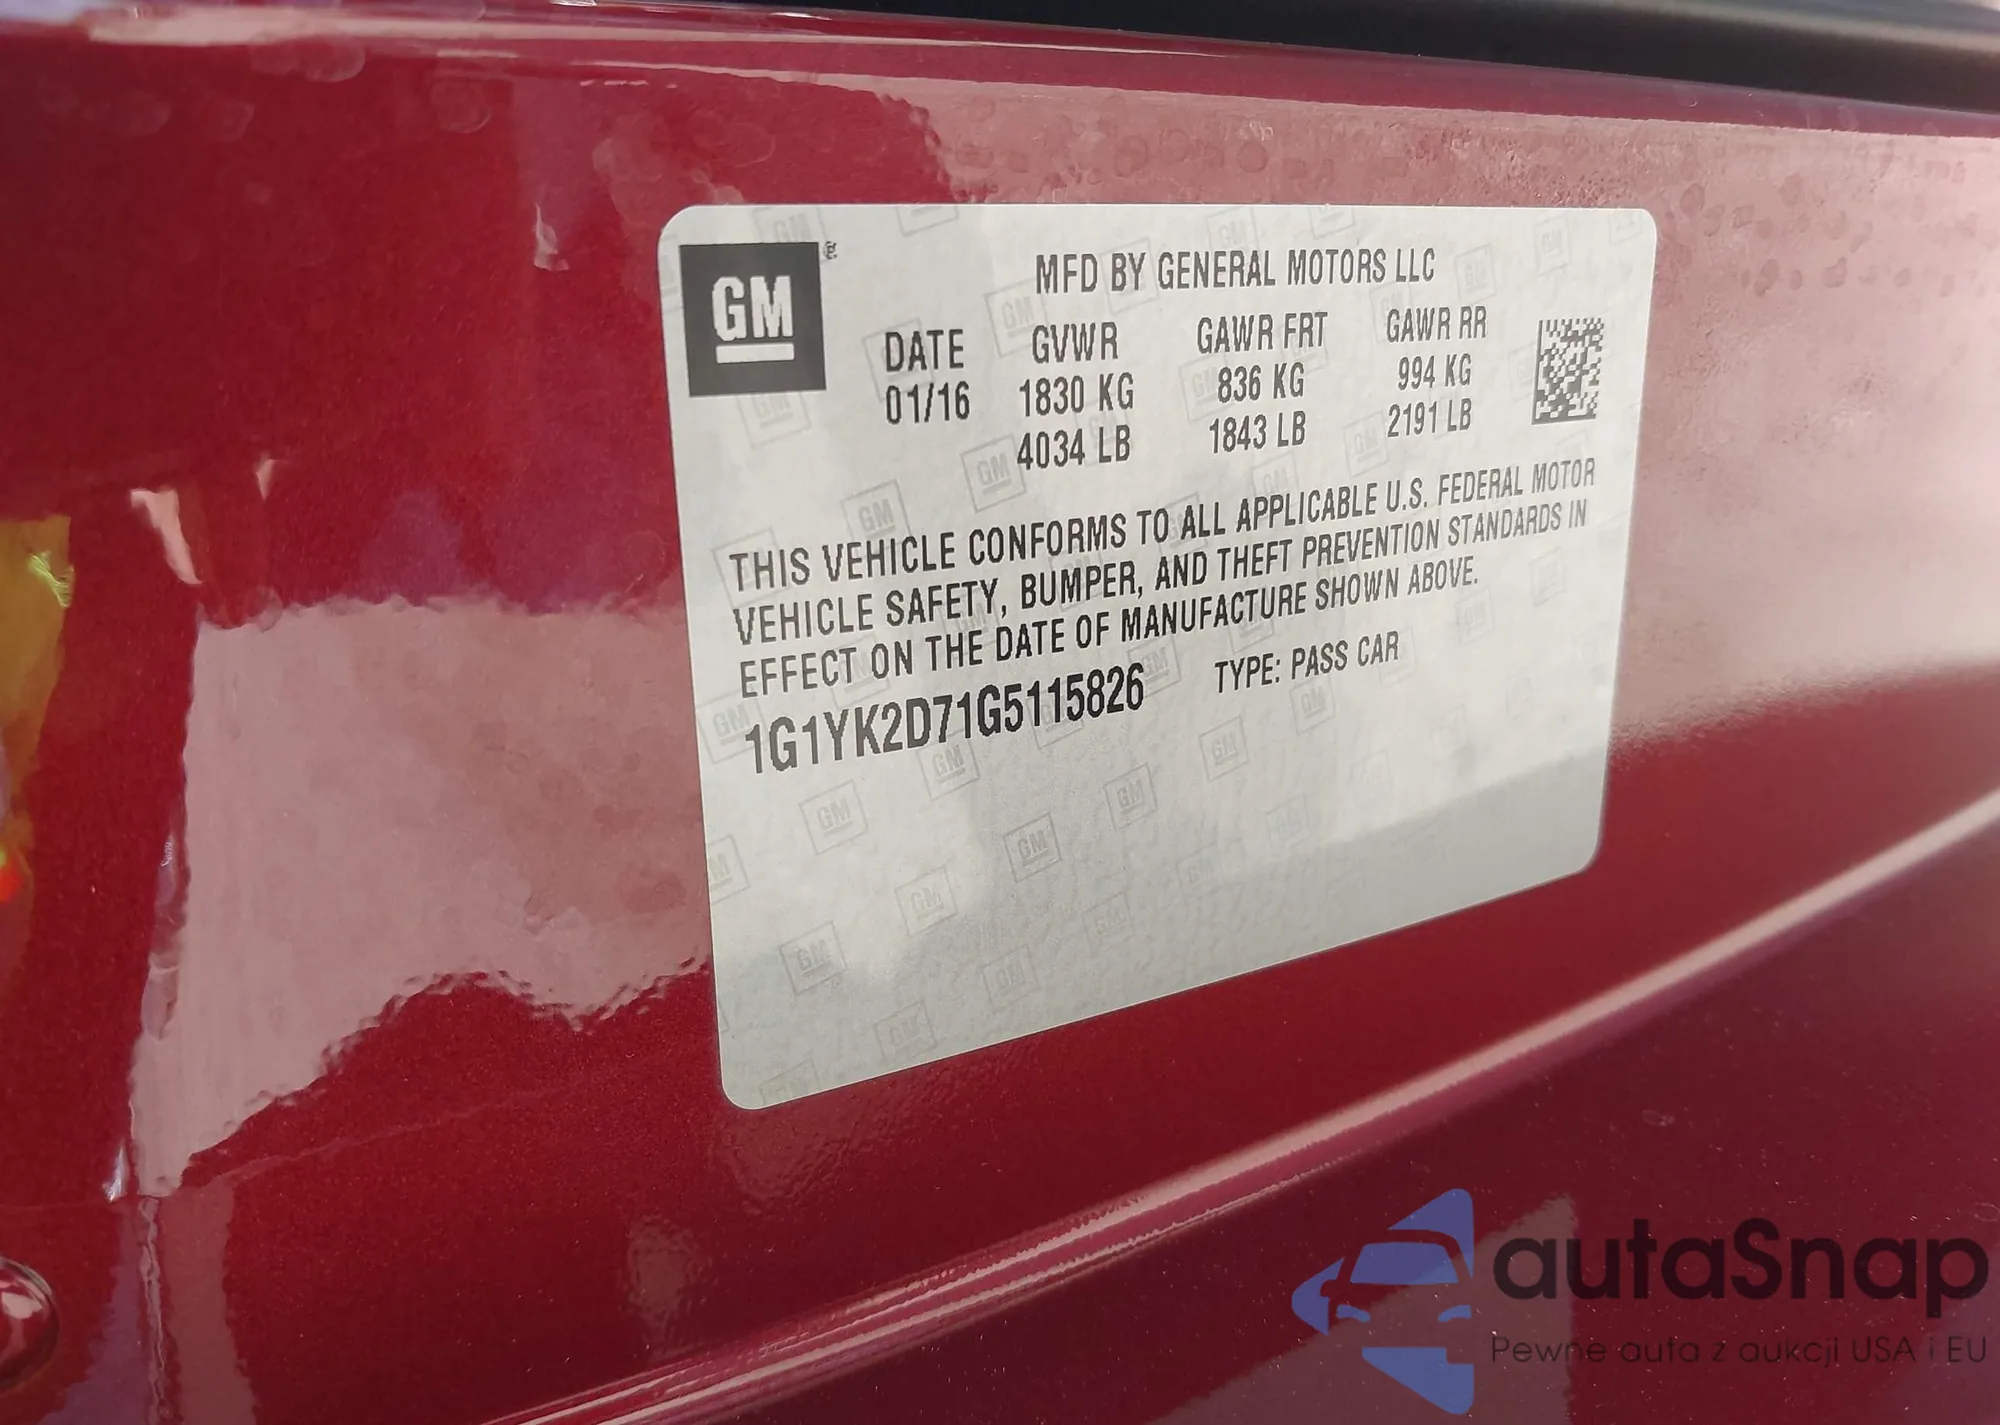 GM
MFD BY GENERAL MOTORS LLC
DATE GVWR GAWR FRT GAWR RR
01/16 1830 KG 836 KG 994 KG
4034 LB 1843 LB 2191 LB
THIS VEHICLE CONFORMS TO ALL APPLICABLE U.S. FEDERAL MOTOR
VEHICLE SAFETY, BUMPER, AND THEFT PREVENTION STANDARDS IN
EFFECT ON THE DATE OF MANUFACTURE SHOWN ABOVE.
1G1YK2D71G5115826 TYPE: PASS CAR
autaSnap
Pewne auta z aukcji USA i EU